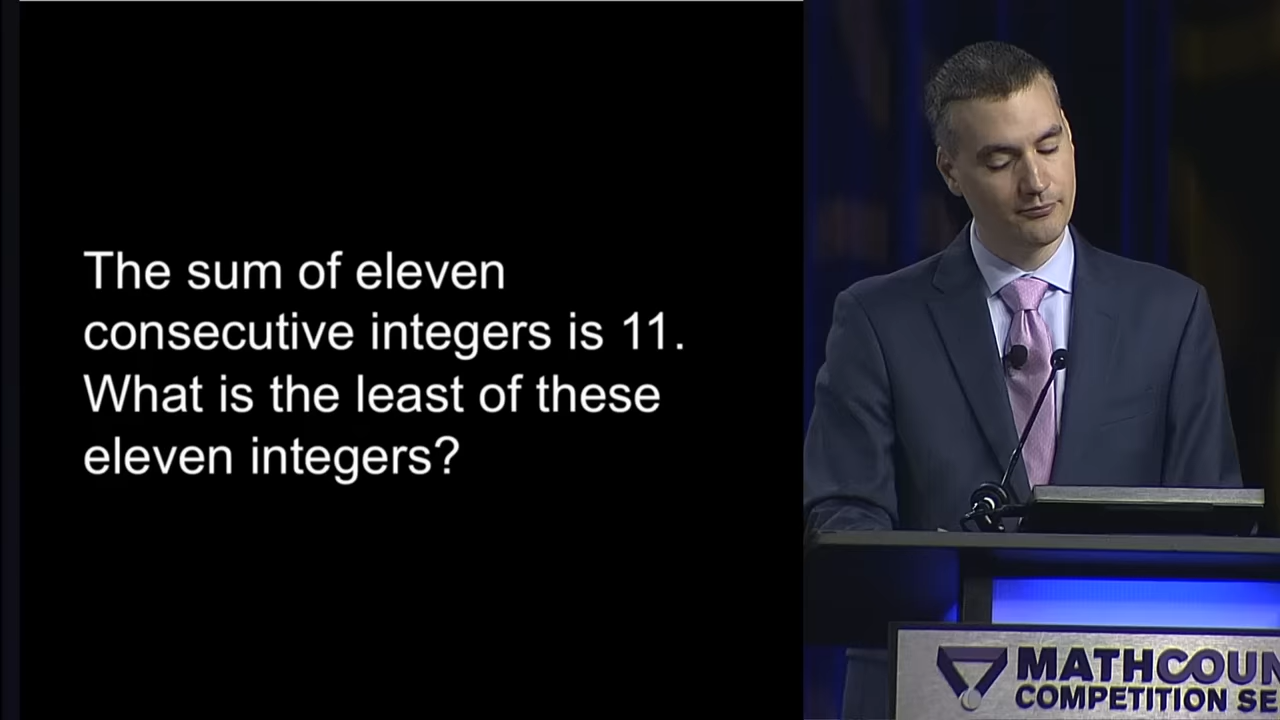 The sum of eleven
consecutive integers is 11.
What is the least of these
eleven integers?
MATHCOUN
COMPETITION SE